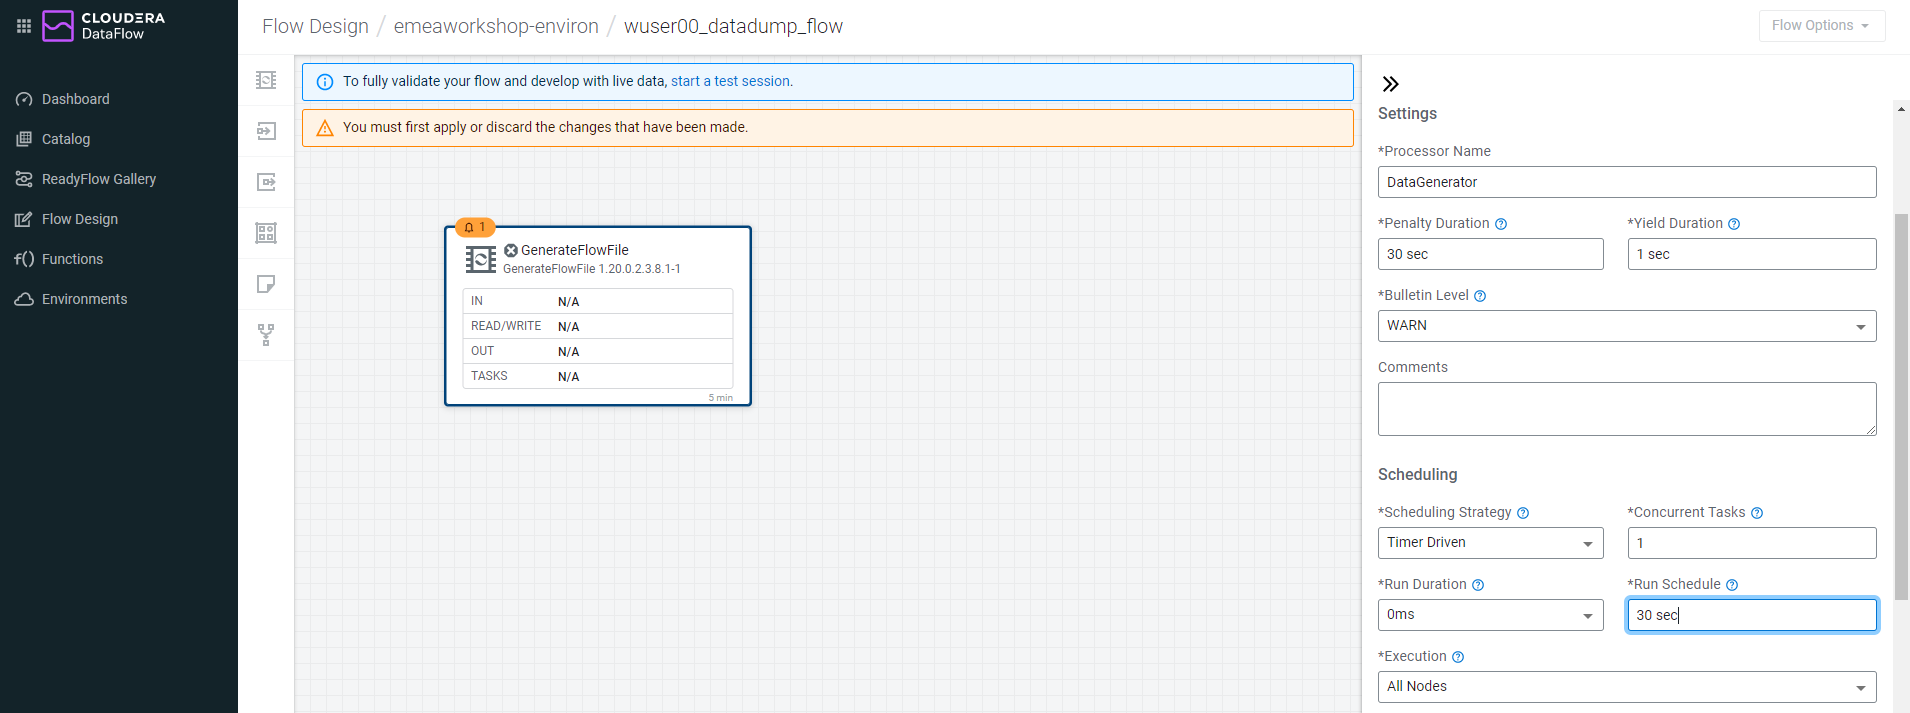 CLOUDERA
DataFlow
Dashboard
Catalog
ReadyFlow Gallery
Flow Design
f() Functions
Environments
Flow Design / emeaworkshop-environ / wuser00_datadump_flow
Flow Options
To fully validate your flow and develop with live data, start a test session.
You must first apply or discard the changes that have been made.
1
GenerateFlowFile
GenerateFlowFile 1.20.0.2.3.8.1-1
IN N/A
READ/WRITE N/A
OUT N/A
TASKS N/A
5 min
Settings
*Processor Name
DataGenerator
*Penalty Duration ? *Yield Duration ?
30 sec 1 sec
*Bulletin Level ?
WARN
Comments
Scheduling
*Scheduling Strategy ? *Concurrent Tasks ?
Timer Driven 1
*Run Duration ? *Run Schedule ?
0ms 30 sec
*Execution ?
All Nodes